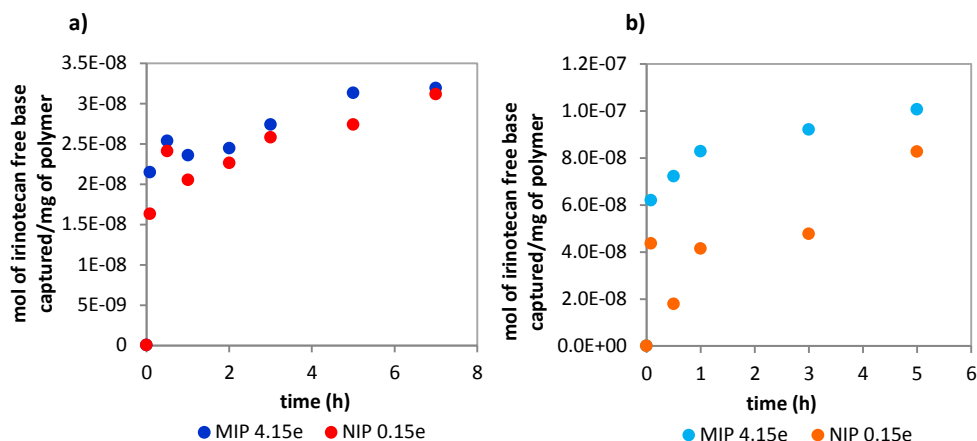 a)
mol of irinotecan free base
captured/mg of polymer
3.5E-08
3E-08
2.5E-08
2E-08
1.5E-08
1E-08
5E-09
0
0 2 4 6 8
time (h)
MIP 4.15e NIP 0.15e
b)
mol of irinotecan free base
captured/mg of polymer
1.2E-07
1.0E-07
8.0E-08
6.0E-08
4.0E-08
2.0E-08
0.0E+00
0 1 2 3 4 5 6
time (h)
MIP 4.15e NIP 0.15e